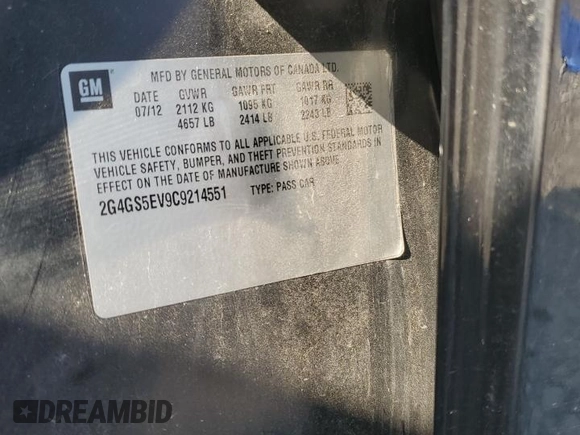 GM
MFD BY GENERAL MOTORS OF CANADA LTD.
DATE GVWR GAWR FRT GAWR RR
07/12 2112 KG 1095 KG 1017 KG
4657 LB 2414 LB 2243 LB
THIS VEHICLE CONFORMS TO ALL APPLICABLE U.S. FEDERAL MOTOR
VEHICLE SAFETY, BUMPER, AND THEFT PREVENTION STANDARDS IN
EFFECT ON THE DATE OF MANUFACTURE SHOWN ABOVE.
2G4GS5EV9C9214551 TYPE: PASS CAR
DREAMBID